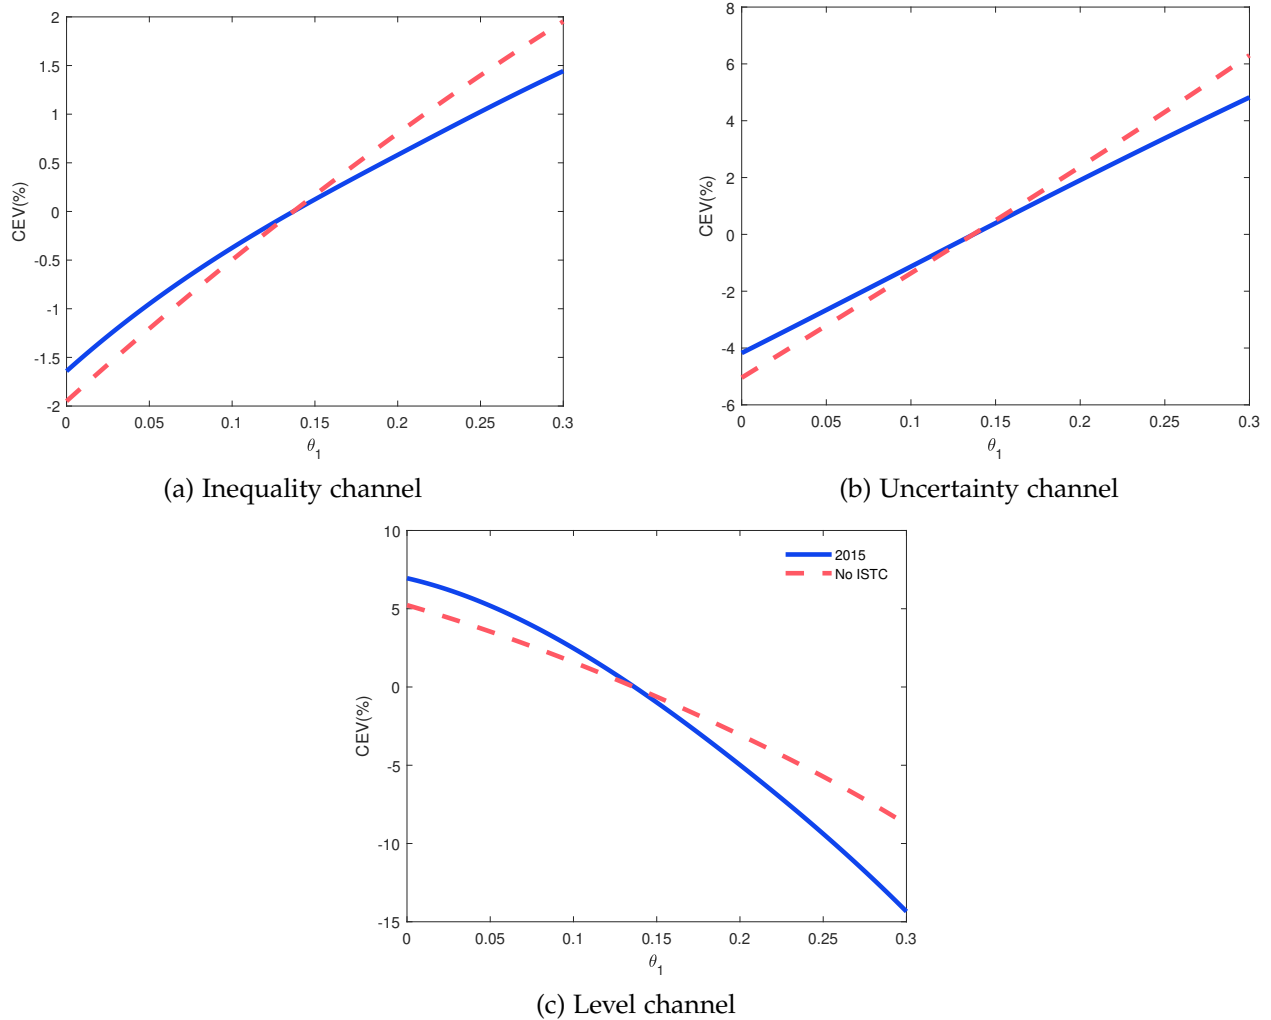 2
1.5
1
0.5
0
-0.5
-1
-1.5
-2
CEV(%)
0 0.05 0.1 0.15 0.2 0.25 0.3
θ1
(a) Inequality channel
8
6
4
2
0
-2
-4
-6
CEV(%)
0 0.05 0.1 0.15 0.2 0.25 0.3
θ1
(b) Uncertainty channel
10
5
0
-5
-10
-15
CEV(%)
2015
No ISTC
0 0.05 0.1 0.15 0.2 0.25 0.3
θ1
(c) Level channel